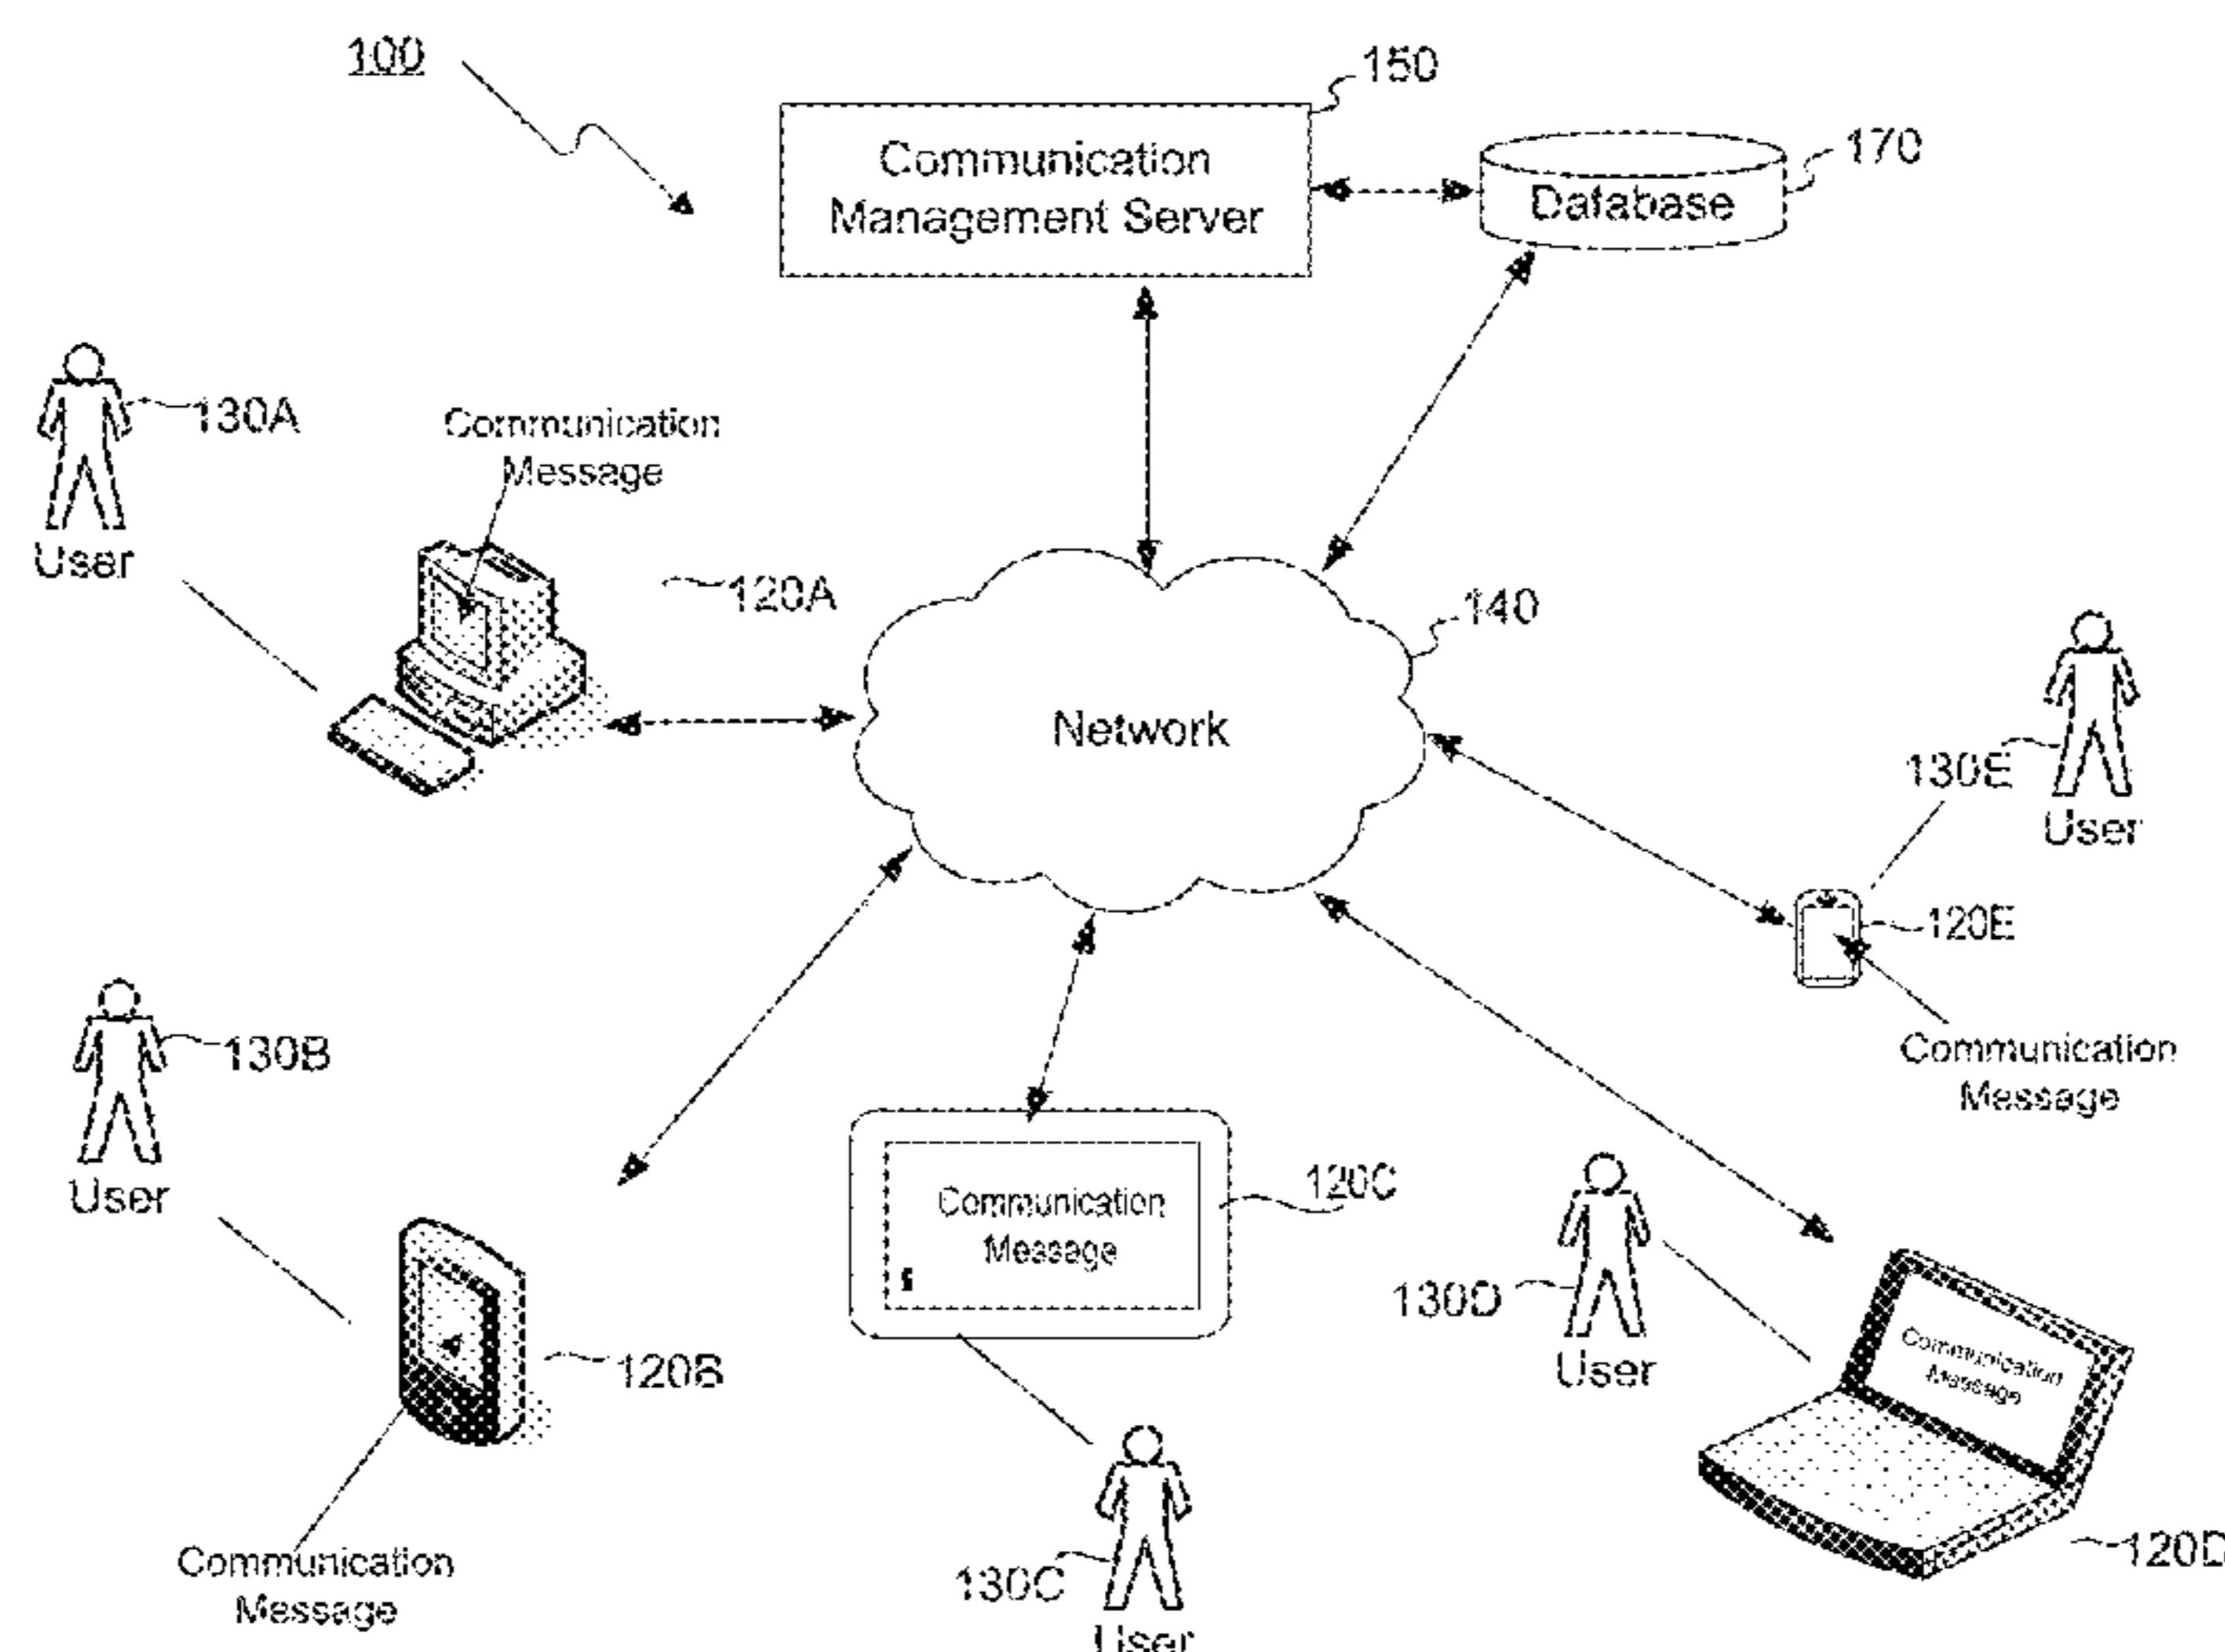 100
150
Communication
Management Server
170
Database
130A
Communication
Message
User
120A
140
Network
130E
User
120E
Communication
Message
130B
User
120C
Communication
Message
130D
User
Communication
Message
120B
Communication
Message
130C
User
120D